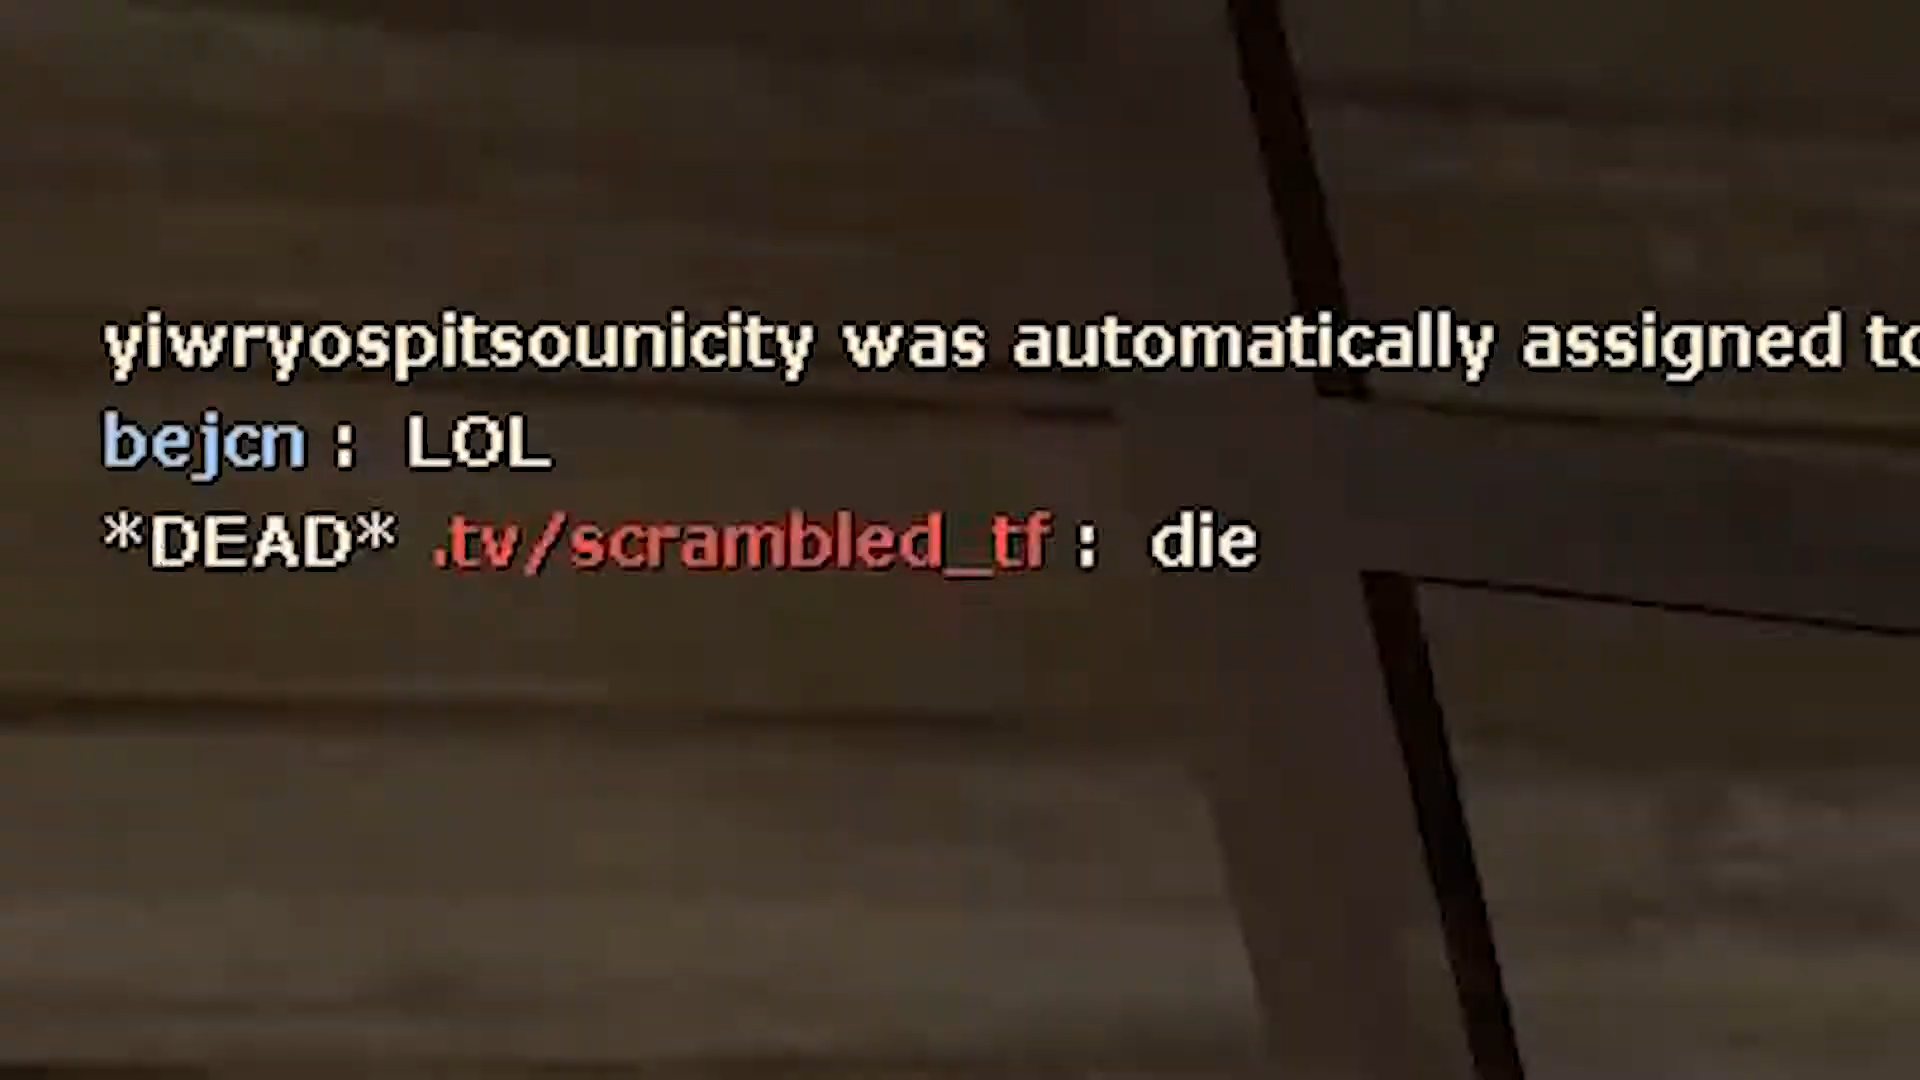 yiwryospitsounicity was automatically assigned to
bejcn : LOL
*DEAD* .tv/scrambled_tf : die